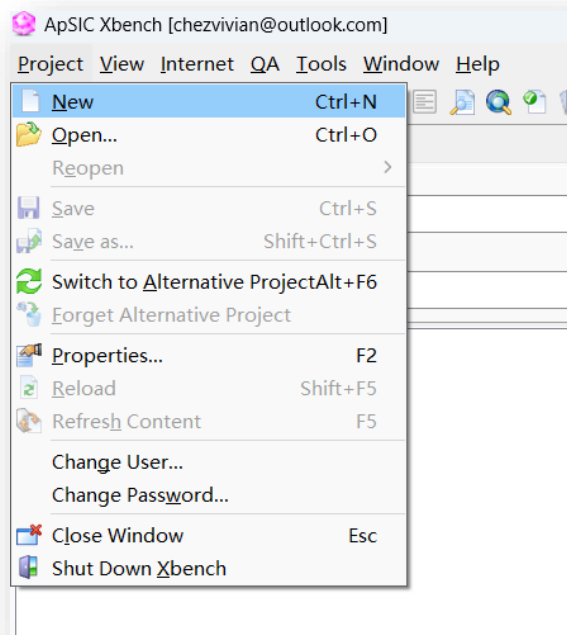 ApSIC Xbench [chezvivian@outlook.com]
Project View Internet QA Tools Window Help
New Ctrl+N
Open... Ctrl+O
Reopen
Save Ctrl+S
Save as... Shift+Ctrl+S
Switch to Alternative ProjectAlt+F6
Forget Alternative Project
Properties... F2
Reload Shift+F5
Refresh Content F5
Change User...
Change Password...
Close Window Esc
Shut Down Xbench